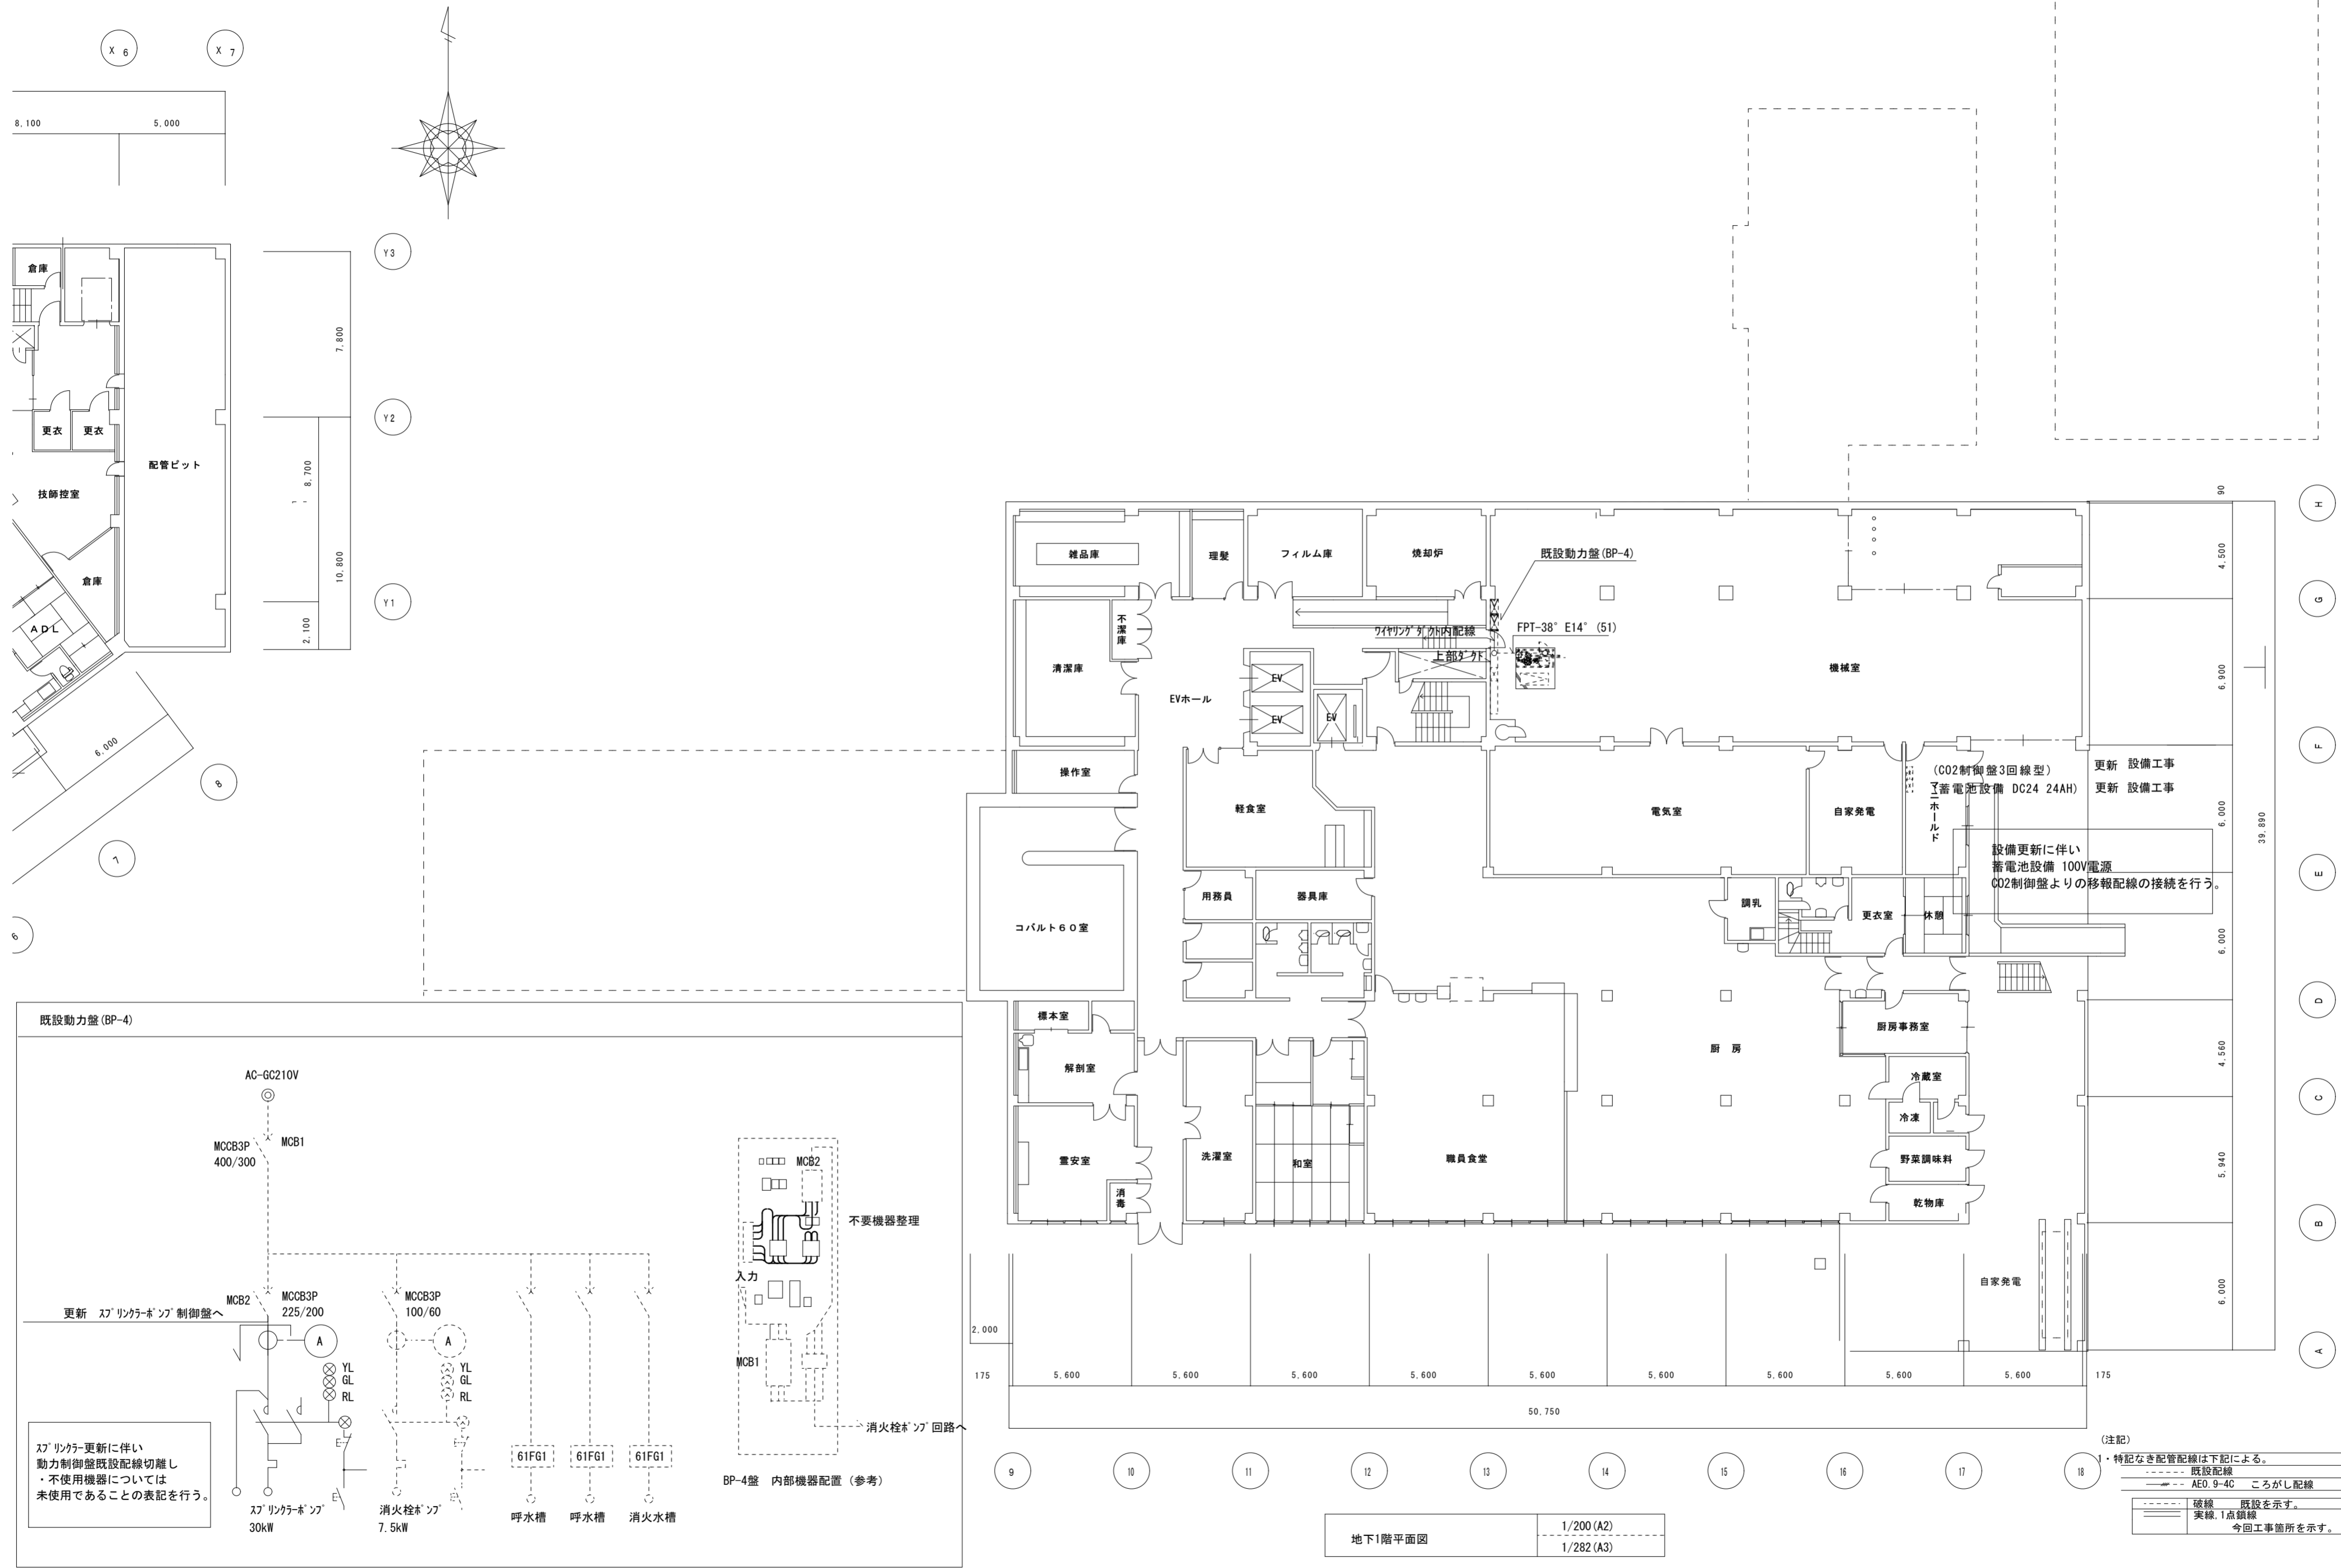 X 6
X 7
8,100
5,000
Y3
Y2
Y1
7,800
8,700
10,800
2,100
倉庫
更衣
更衣
配管ピット
技師控室
倉庫
ADL
6,000
8
7
6
雑品庫
理髪
フィルム庫
焼却炉
既設動力盤(BP-4)
不潔庫
清潔庫
ワイヤリングダクト内配線
上部ダクト
FPT-38° E14° (51)
機械室
EVホール
EV
EV
EV
操作室
軽食室
電気室
自家発電
マニホールド
(CO2制御盤3回線型)
更新 設備工事
(蓄電池設備 DC24 24AH)
更新 設備工事
設備更新に伴い
蓄電池設備 100V電源
CO2制御盤よりの移報配線の接続を行う。
用務員
器具庫
調乳
更衣室
休憩
コバルト60室
標本室
解剖室
霊安室
消毒
洗濯室
和室
職員食堂
厨 房
厨房事務室
冷蔵室
冷凍
野菜調味料
乾物庫
自家発電
H
G
F
E
D
C
B
A
90
4,500
6,900
6,000
6,000
4,560
5,940
6,000
39,890
2,000
175
5,600
5,600
5,600
5,600
5,600
5,600
5,600
5,600
5,600
175
50,750
9
10
11
12
13
14
15
16
17
18
既設動力盤(BP-4)
AC-GC210V
MCCB3P
400/300
MCB1
更新 スプリンクラーポンプ制御盤へ
MCB2
MCCB3P
225/200
MCCB3P
100/60
A
A
YL
GL
RL
YL
GL
RL
E
E
61FG1
61FG1
61FG1
スプリンクラー更新に伴い
動力制御盤既設配線切離し
・不使用機器については
未使用であることの表記を行う。
スプリンクラーポンプ
30kW
消火栓ポンプ
7.5kW
呼水槽
呼水槽
消火水槽
MCB2
不要機器整理
入力
MCB1
消火栓ポンプ回路へ
BP-4盤 内部機器配置(参考)
地下1階平面図
1/200(A2)
1/282(A3)
(注記)
1・特記なき配管配線は下記による。
既設配線
AE0.9-4C ころがし配線
破線 既設を示す。
実線.1点鎖線
今回工事箇所を示す。